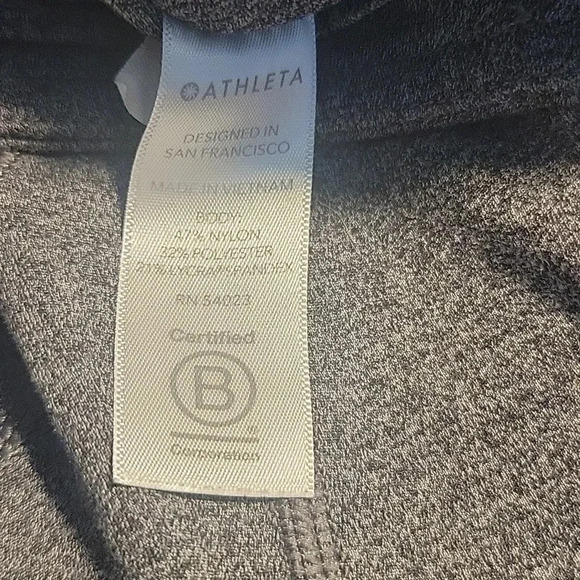 ATHLETA
DESIGNED IN
SAN FRANCISCO
MADE IN VIETNAM
BODY:
47% NYLON
32% POLYESTER
21% LYCRA® SPANDEX
RN 54023
Certified
B
®
Corporation